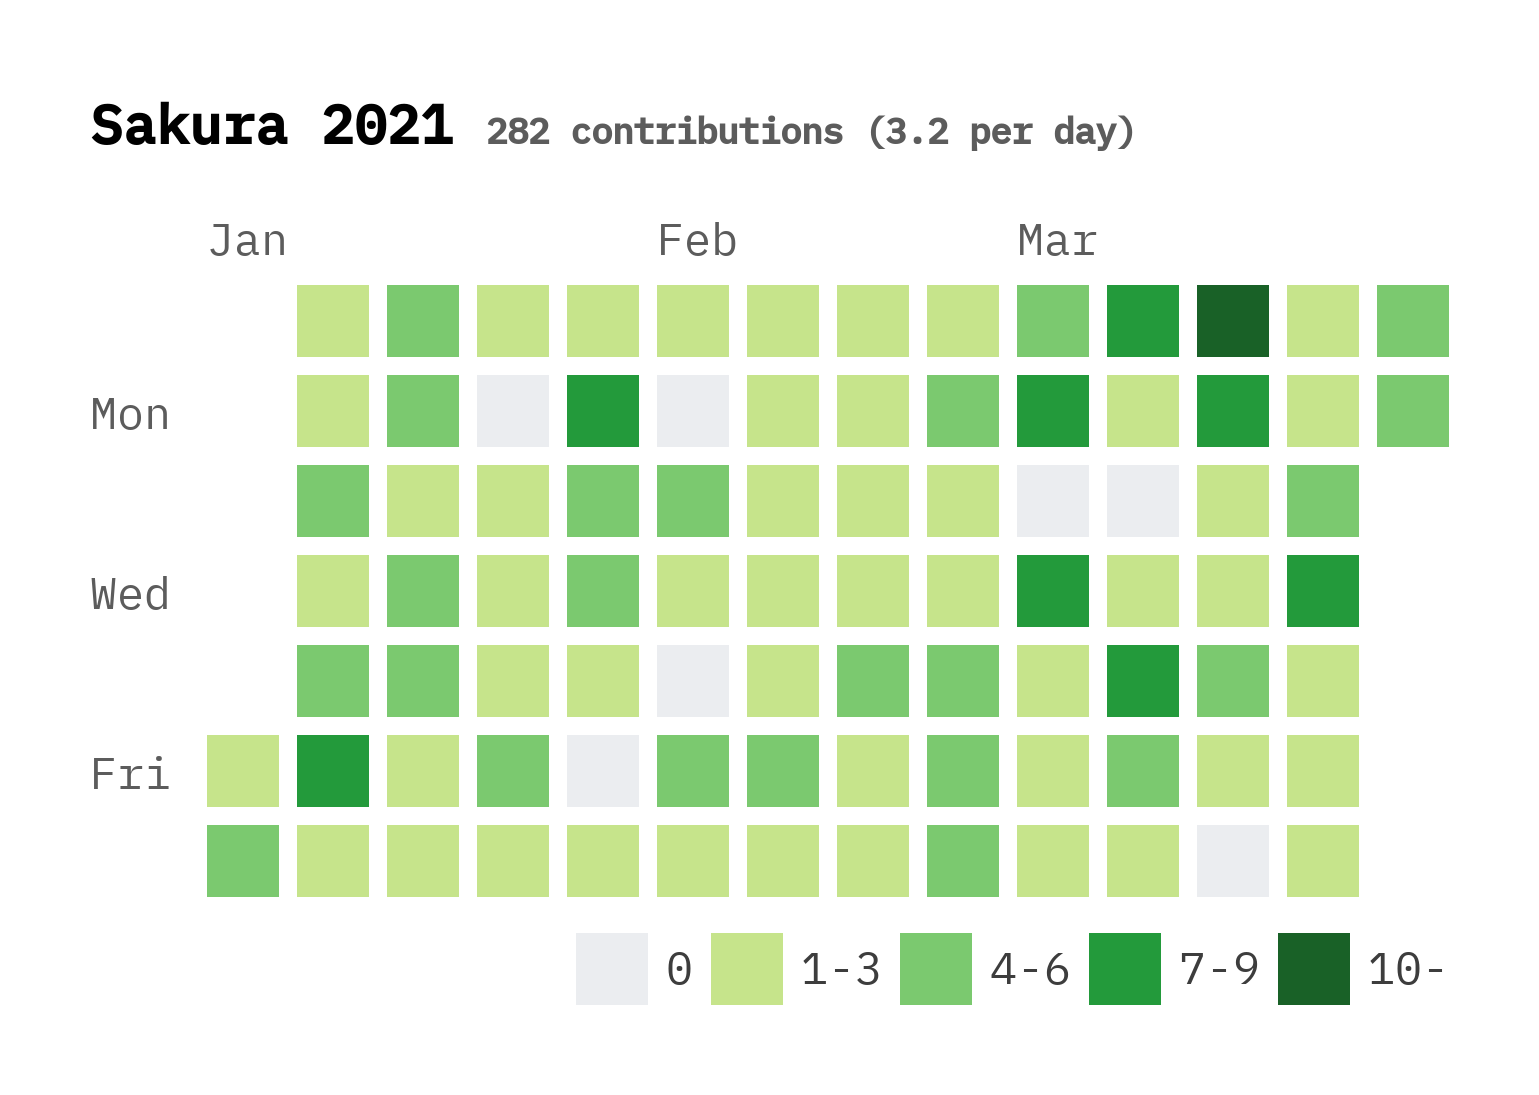 Sakura 2021 282 contributions (3.2 per day)
Jan Feb Mar
Mon
Wed
Fri
0 1-3 4-6 7-9 10-